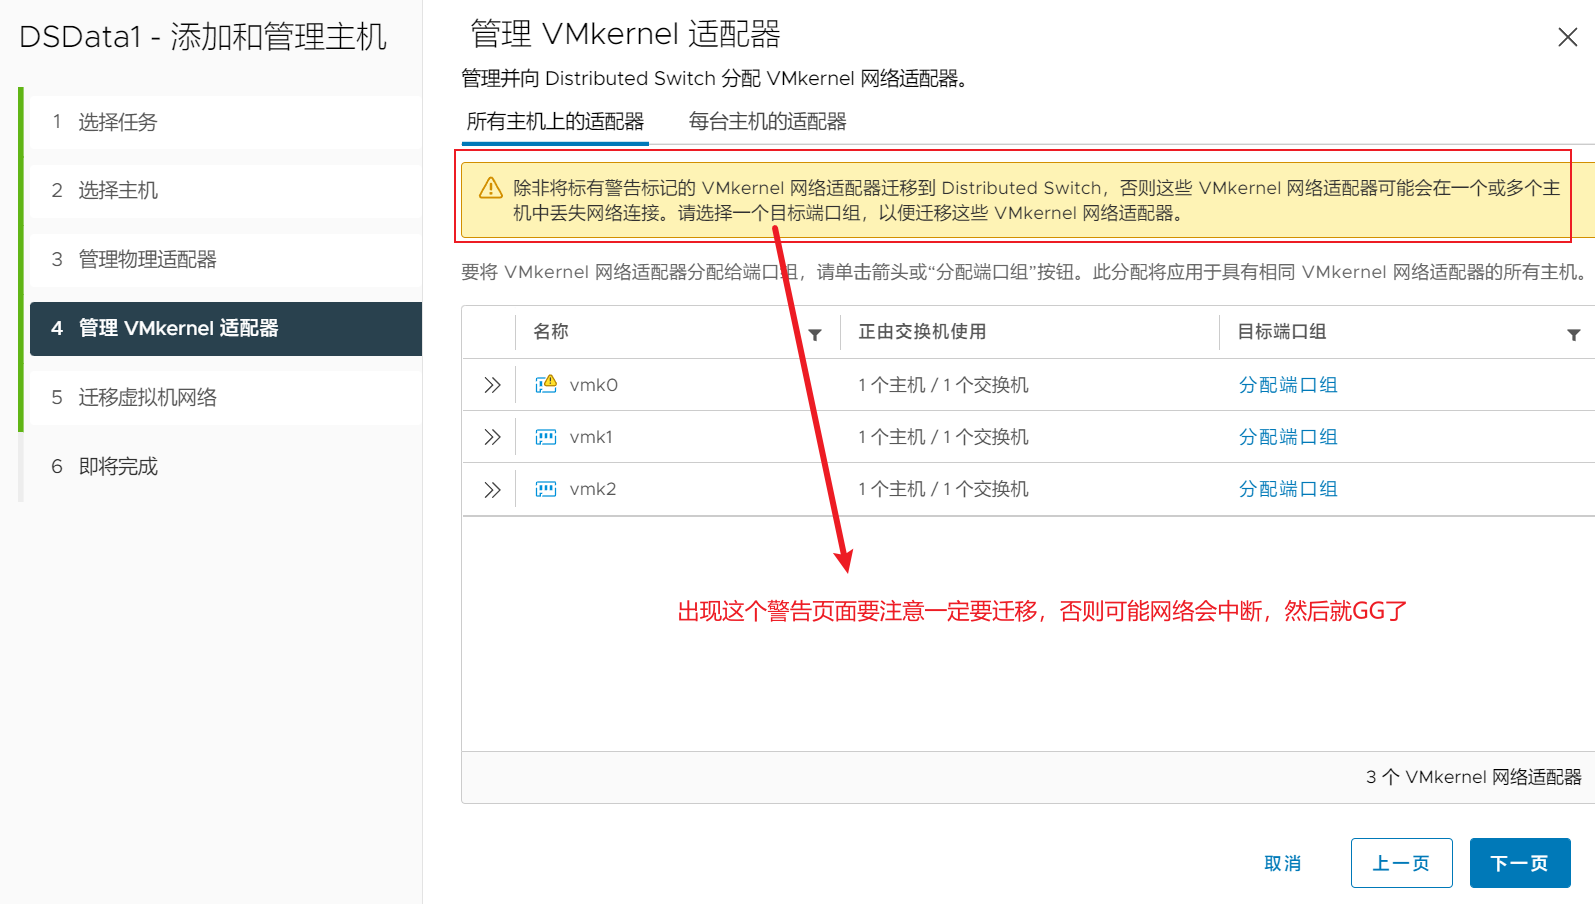 DSData1 - 添加和管理主机
1 选择任务
2 选择主机
3 管理物理适配器
4 管理 VMkernel 适配器
5 迁移虚拟机网络
6 即将完成
管理 VMkernel 适配器
管理并向 Distributed Switch 分配 VMkernel 网络适配器。
所有主机上的适配器 每台主机的适配器
除非将标有警告标记的 VMkernel 网络适配器迁移到 Distributed Switch，否则这些 VMkernel 网络适配器可能会在一个或多个主
机中丢失网络连接。请选择一个目标端口组，以便迁移这些 VMkernel 网络适配器。
要将 VMkernel 网络适配器分配给端口组，请单击箭头或“分配端口组”按钮。此分配将应用于具有相同 VMkernel 网络适配器的所有主机。
名称 正由交换机使用 目标端口组
vmk0 1 个主机 / 1 个交换机 分配端口组
vmk1 1 个主机 / 1 个交换机 分配端口组
vmk2 1 个主机 / 1 个交换机 分配端口组
出现这个警告页面要注意一定要迁移，否则可能网络会中断，然后就GG了
3 个 VMkernel 网络适配器
取消 上一页 下一页